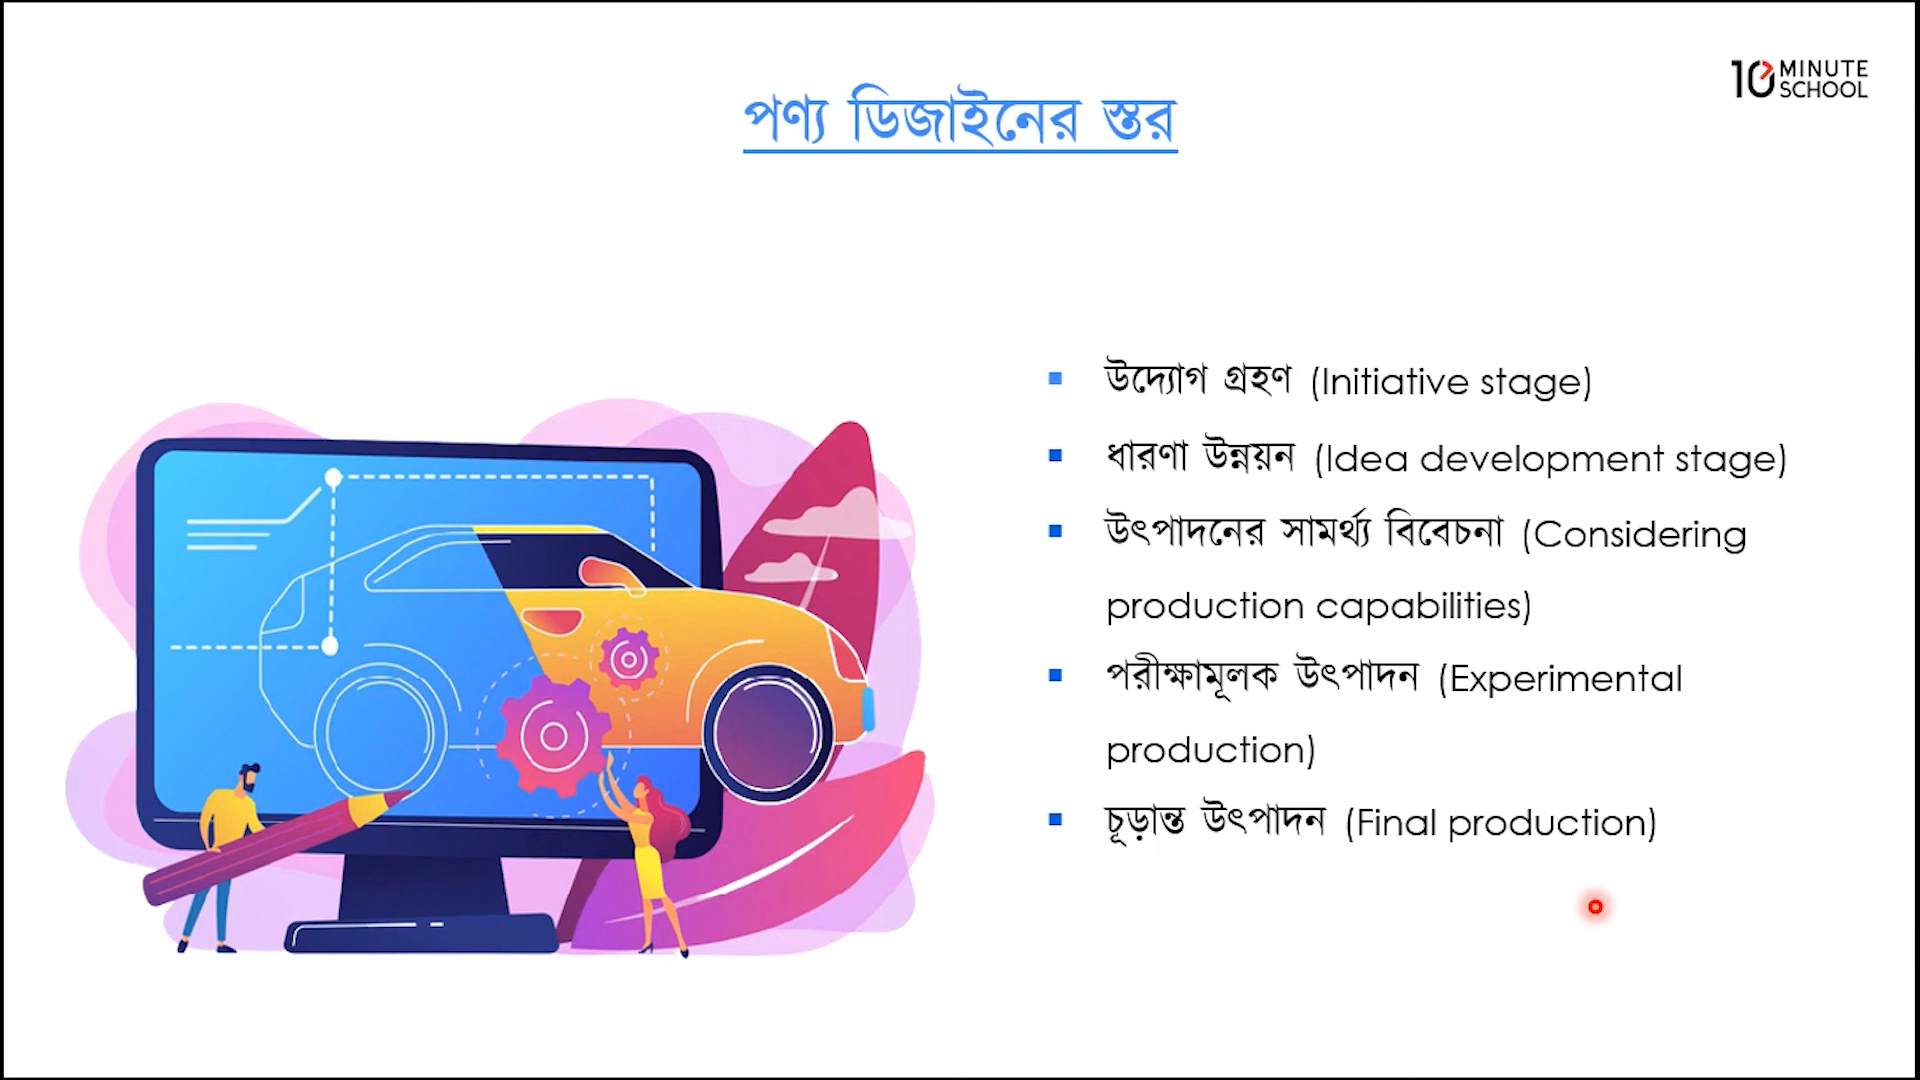 10 MINUTE
SCHOOL
পণ্য ডিজাইনের স্তর
▪ উদ্যোগ গ্রহণ (Initiative stage)
▪ ধারণা উন্নয়ন (Idea development stage)
▪ উৎপাদনের সামর্থ্য বিবেচনা (Considering
production capabilities)
▪ পরীক্ষামূলক উৎপাদন (Experimental
production)
▪ চূড়ান্ত উৎপাদন (Final production)